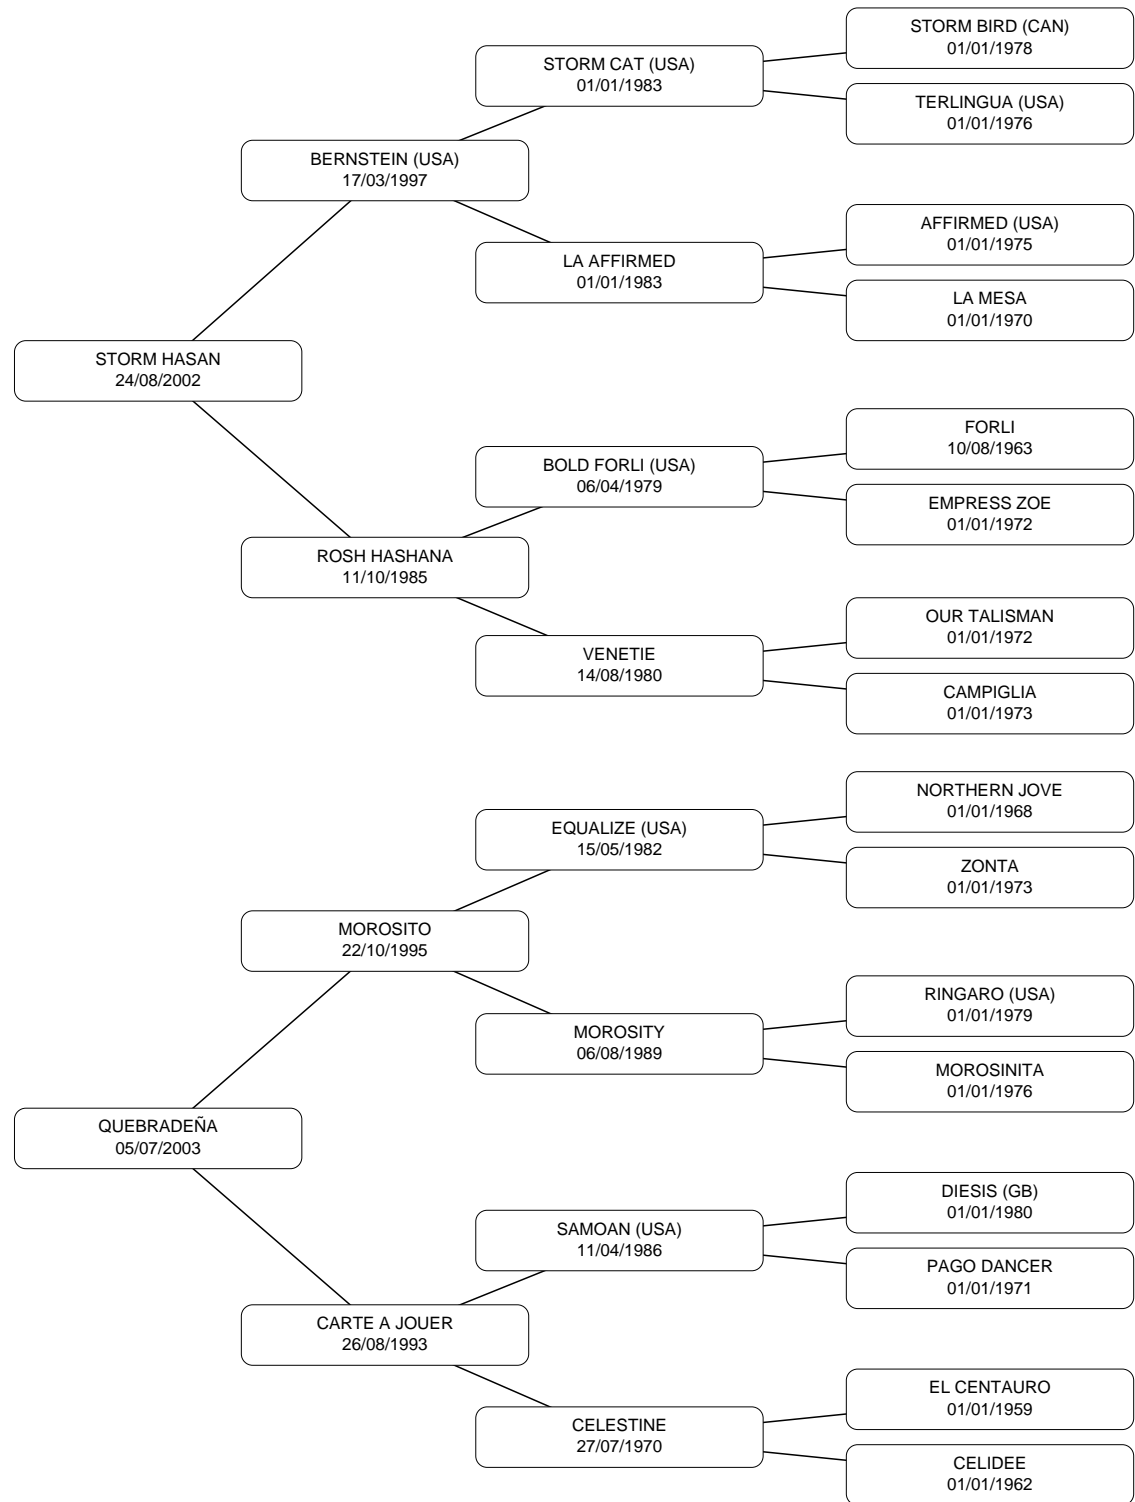 STORM BIRD (CAN)
01/01/1978
STORM CAT (USA)
01/01/1983
TERLINGUA (USA)
01/01/1976
BERNSTEIN (USA)
17/03/1997
AFFIRMED (USA)
01/01/1975
LA AFFIRMED
01/01/1983
LA MESA
01/01/1970
STORM HASAN
24/08/2002
FORLI
10/08/1963
BOLD FORLI (USA)
06/04/1979
EMPRESS ZOE
01/01/1972
ROSH HASHANA
11/10/1985
OUR TALISMAN
01/01/1972
VENETIE
14/08/1980
CAMPIGLIA
01/01/1973
NORTHERN JOVE
01/01/1968
EQUALIZE (USA)
15/05/1982
ZONTA
01/01/1973
MOROSITO
22/10/1995
RINGARO (USA)
01/01/1979
MOROSITY
06/08/1989
MOROSINITA
01/01/1976
QUEBRADEÑA
05/07/2003
DIESIS (GB)
01/01/1980
SAMOAN (USA)
11/04/1986
PAGO DANCER
01/01/1971
CARTE A JOUER
26/08/1993
EL CENTAURO
01/01/1959
CELESTINE
27/07/1970
CELIDEE
01/01/1962